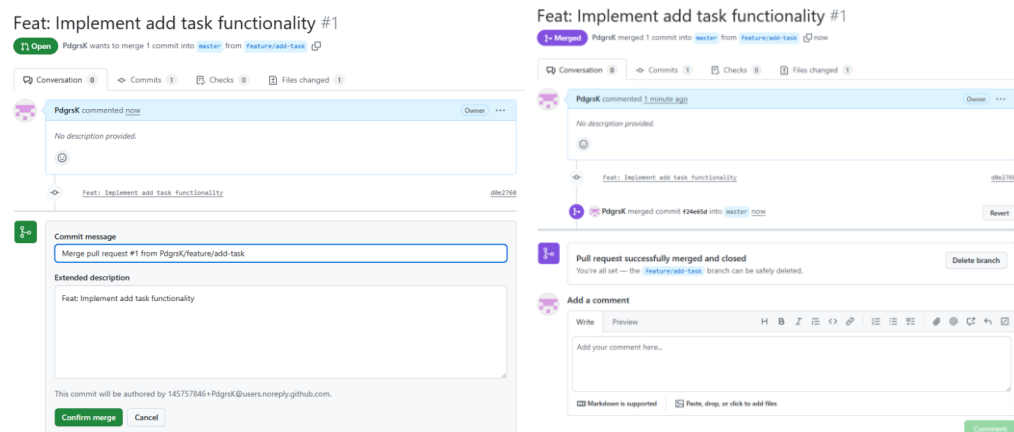 Feat: Implement add task functionality #1
Open PdgrsK wants to merge 1 commit into master from feature/add-task
Conversation 0 Commits 1 Checks 0 Files changed 1
PdgrsK commented now Owner
No description provided.
Feat: Implement add task functionality d0e2760
Commit message
Merge pull request #1 from PdgrsK/feature/add-task
Extended description
Feat: Implement add task functionality
This commit will be authored by 145757846+PdgrsK@users.noreply.github.com.
Confirm merge Cancel
Feat: Implement add task functionality #1
Merged PdgrsK merged 1 commit into master from feature/add-task now
Conversation 0 Commits 1 Checks 0 Files changed 1
PdgrsK commented 1 minute ago Owner
No description provided.
Feat: Implement add task functionality d0e276
PdgrsK merged commit f24e65d into master now Revert
Pull request successfully merged and closed
You're all set — the feature/add-task branch can be safely deleted. Delete branch
Add a comment
Write Preview
Add your comment here...
Markdown is supported Paste, drop, or click to add files
Comment